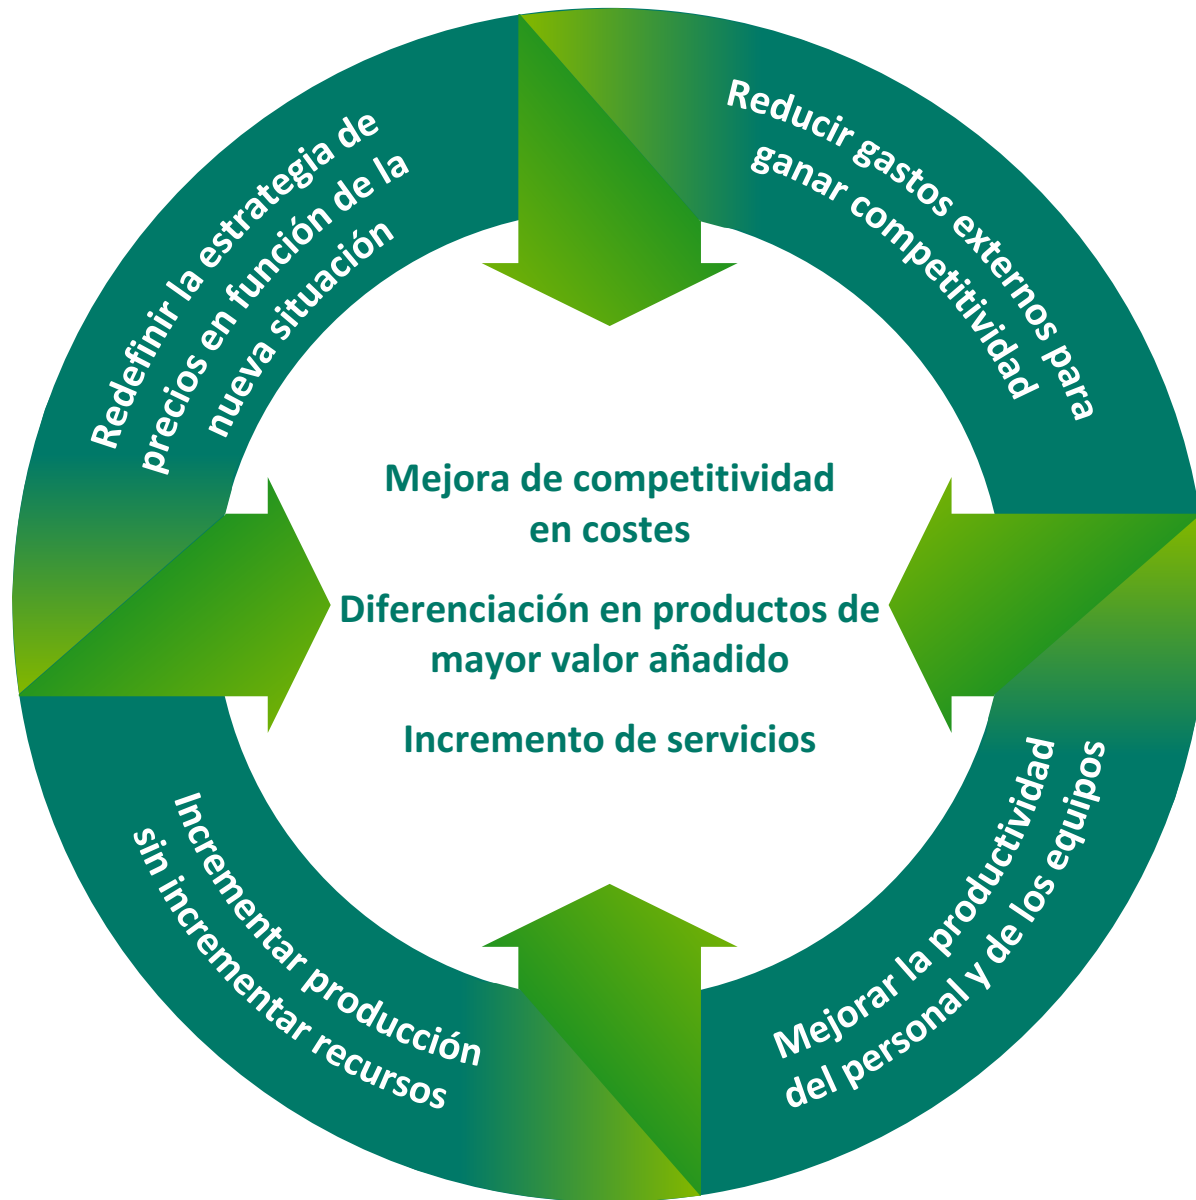 Redefinir la estrategia de
precios en función de la
nueva situación
Reducir gastos externos para
ganar competitividad
Mejora de competitividad
en costes
Diferenciación en productos de
mayor valor añadido
Incremento de servicios
Incrementar producción
sin incrementar recursos
Mejorar la productividad
del personal y de los equipos